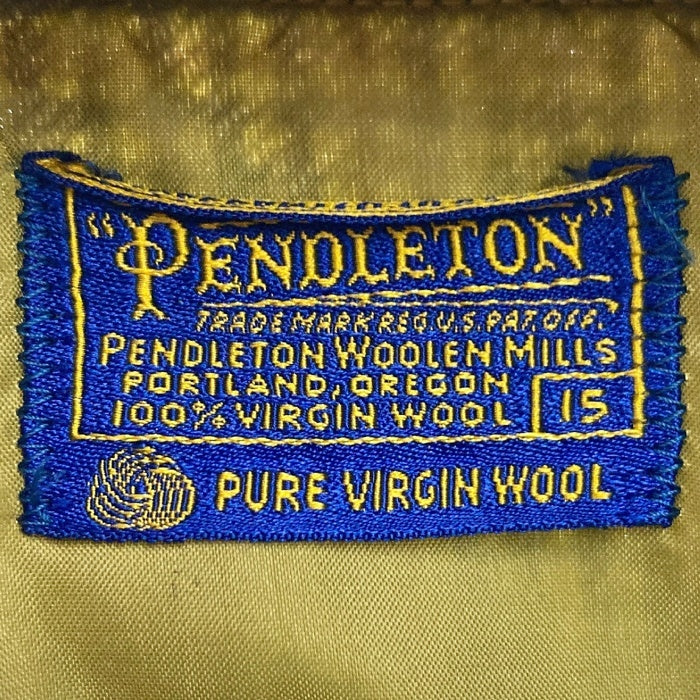 "PENDLETON"
TRADE MARK REG. U.S. PAT. OFF.
PENDLETON WOOLEN MILLS
PORTLAND, OREGON
100% VIRGIN WOOL 15
PURE VIRGIN WOOL